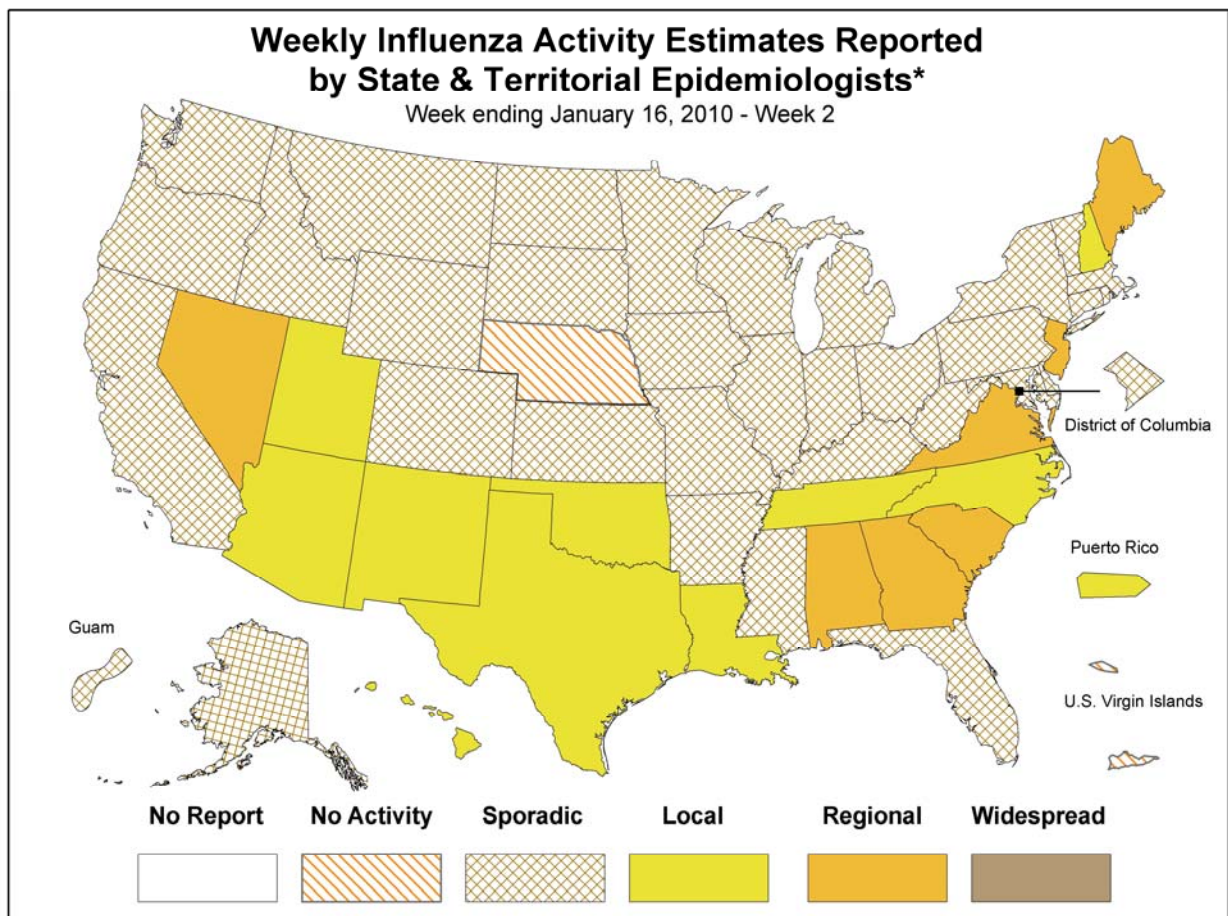 Weekly Influenza Activity Estimates Reported
by State & Territorial Epidemiologists*
Week ending January 16, 2010 - Week 2
District of Columbia
Puerto Rico
Guam
U.S. Virgin Islands
No Report No Activity Sporadic Local Regional Widespread